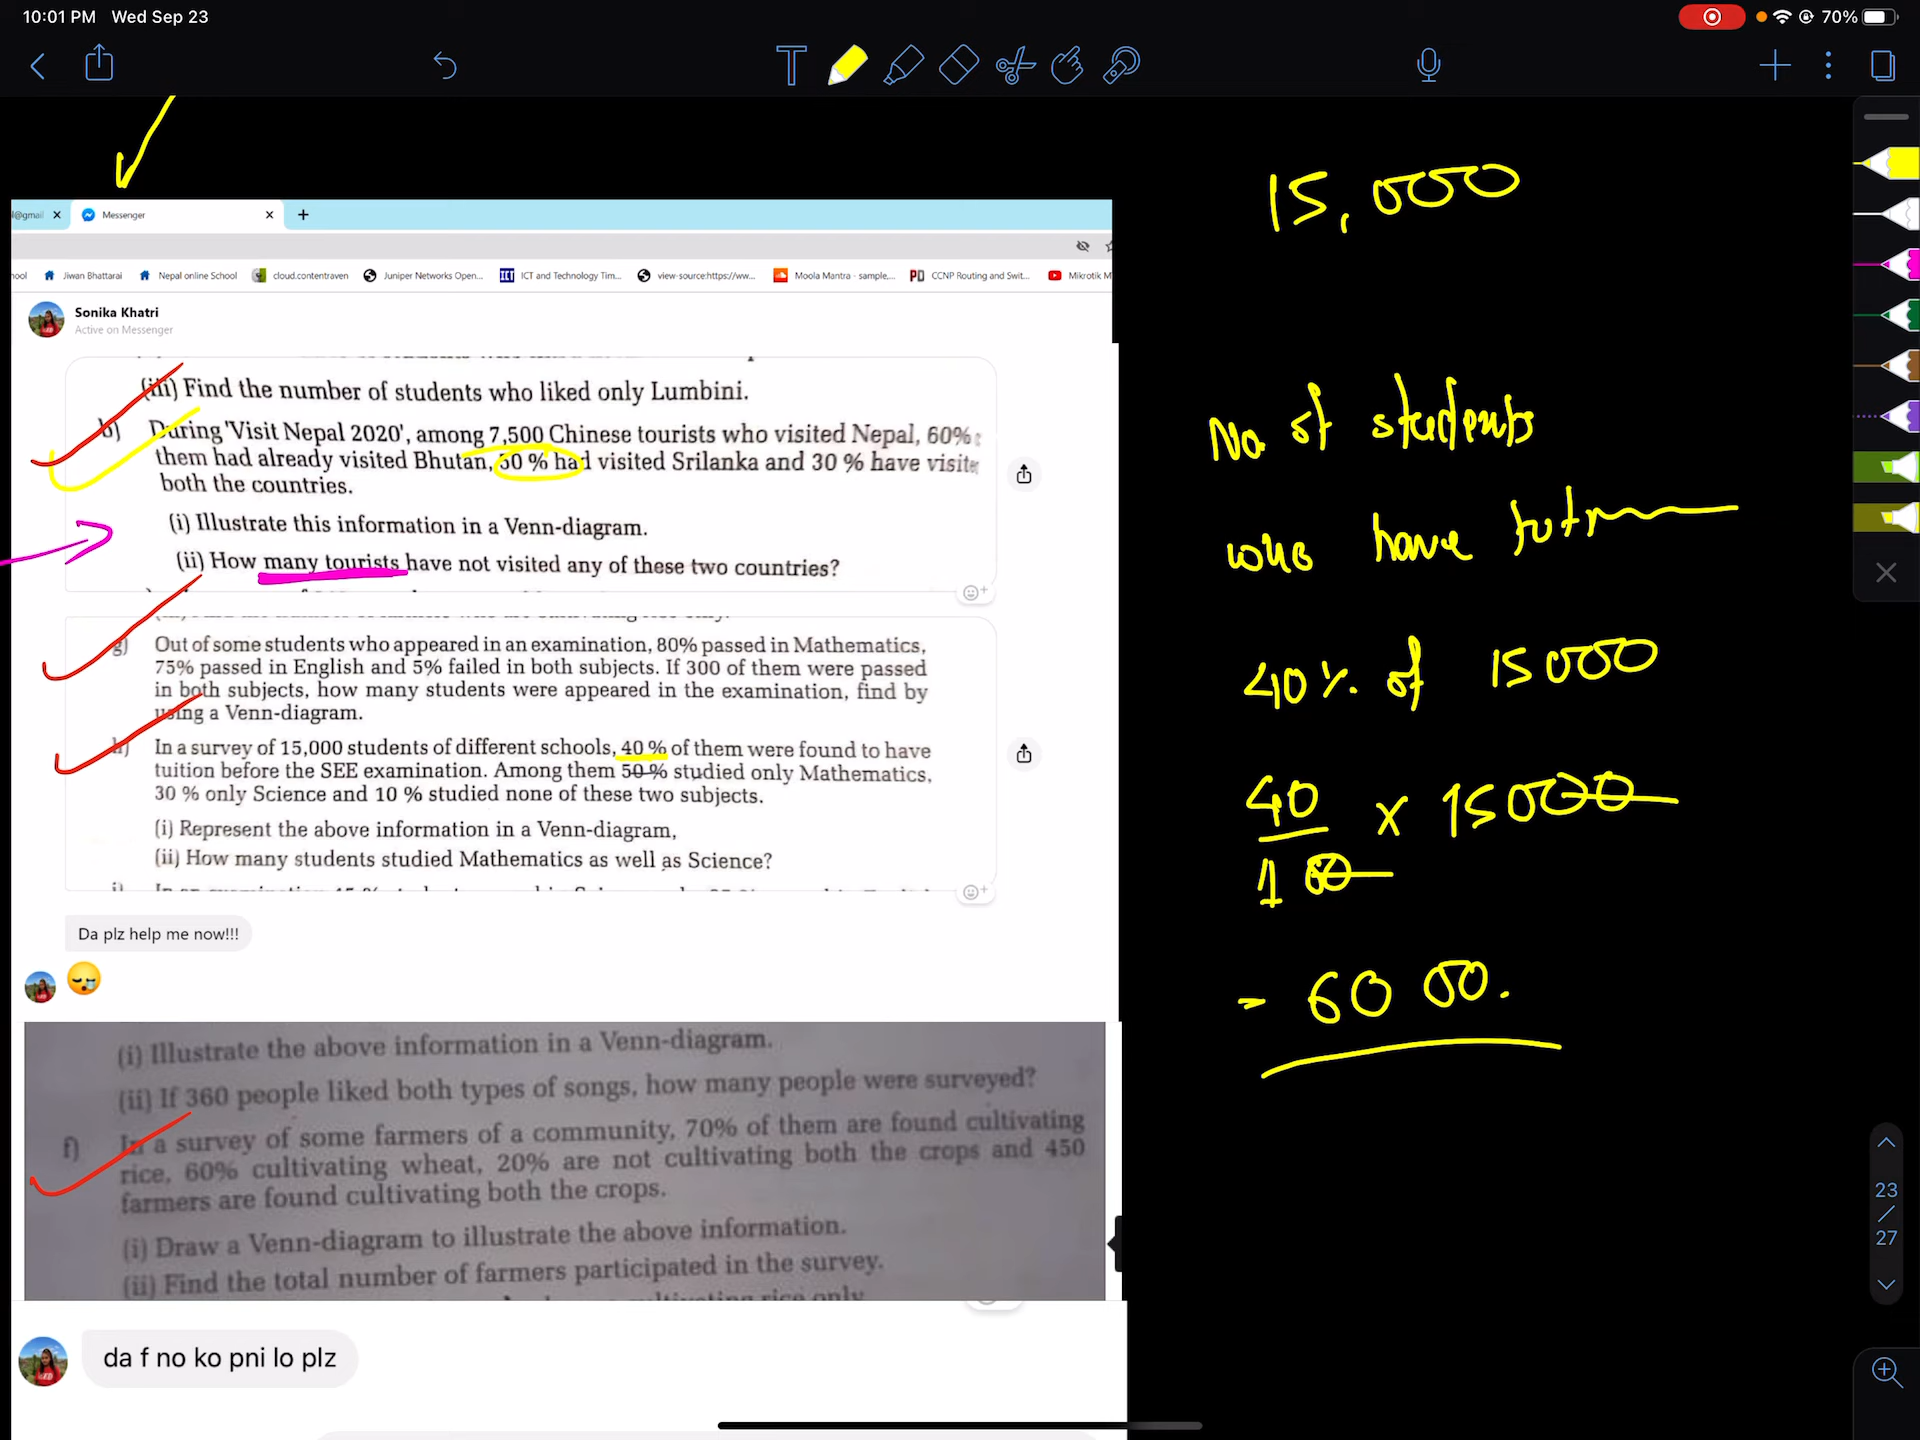 10:01 PM Wed Sep 23
70%
l@gmail
Messenger
Jiwan Bhattarai
Nepal online School
cloud.contentraven
Juniper Networks Open...
ICT and Technology Tim...
view-source:https://ww...
Moola Mantra - sample,...
CCNP Routing and Swit...
Mikrotik M
Sonika Khatri
Active on Messenger
(iii) Find the number of students who liked only Lumbini.
b) During 'Visit Nepal 2020', among 7,500 Chinese tourists who visited Nepal, 60%
them had already visited Bhutan, 50 % had visited Srilanka and 30 % have visite
both the countries.
(i) Illustrate this information in a Venn-diagram.
(ii) How many tourists have not visited any of these two countries?
g) Out of some students who appeared in an examination, 80% passed in Mathematics,
75% passed in English and 5% failed in both subjects. If 300 of them were passed
in both subjects, how many students were appeared in the examination, find by
using a Venn-diagram.
h) In a survey of 15,000 students of different schools, 40 % of them were found to have
tuition before the SEE examination. Among them 50 % studied only Mathematics,
30 % only Science and 10 % studied none of these two subjects.
(i) Represent the above information in a Venn-diagram,
(ii) How many students studied Mathematics as well as Science?
Da plz help me now!!!
(i) Illustrate the above information in a Venn-diagram.
(ii) If 360 people liked both types of songs, how many people were surveyed?
f) In a survey of some farmers of a community, 70% of them are found cultivating
rice, 60% cultivating wheat, 20% are not cultivating both the crops and 450
farmers are found cultivating both the crops.
(i) Draw a Venn-diagram to illustrate the above information.
(ii) Find the total number of farmers participated in the survey.
rice only
da f no ko pni lo plz
15,000
No. of students
who have
40% of 15000
40
100
x 15000
= 6000.
23
/
27